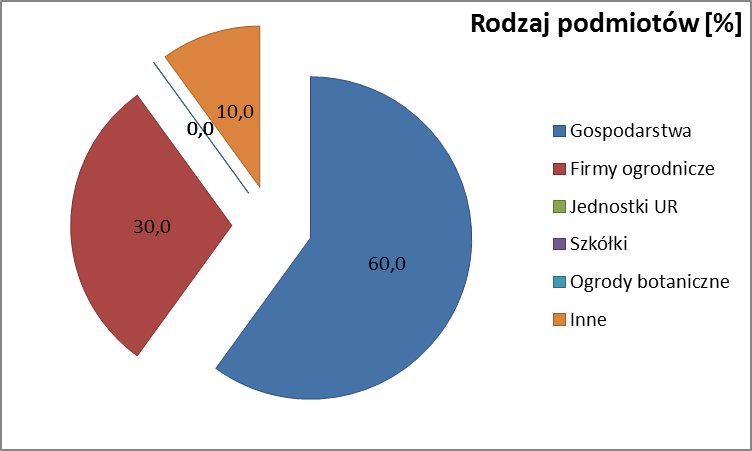 Rodzaj podmiotów [%]
10,0
0,0
30,0
60,0
Gospodarstwa
Firmy ogrodnicze
Jednostki UR
Szkółki
Ogrody botaniczne
Inne